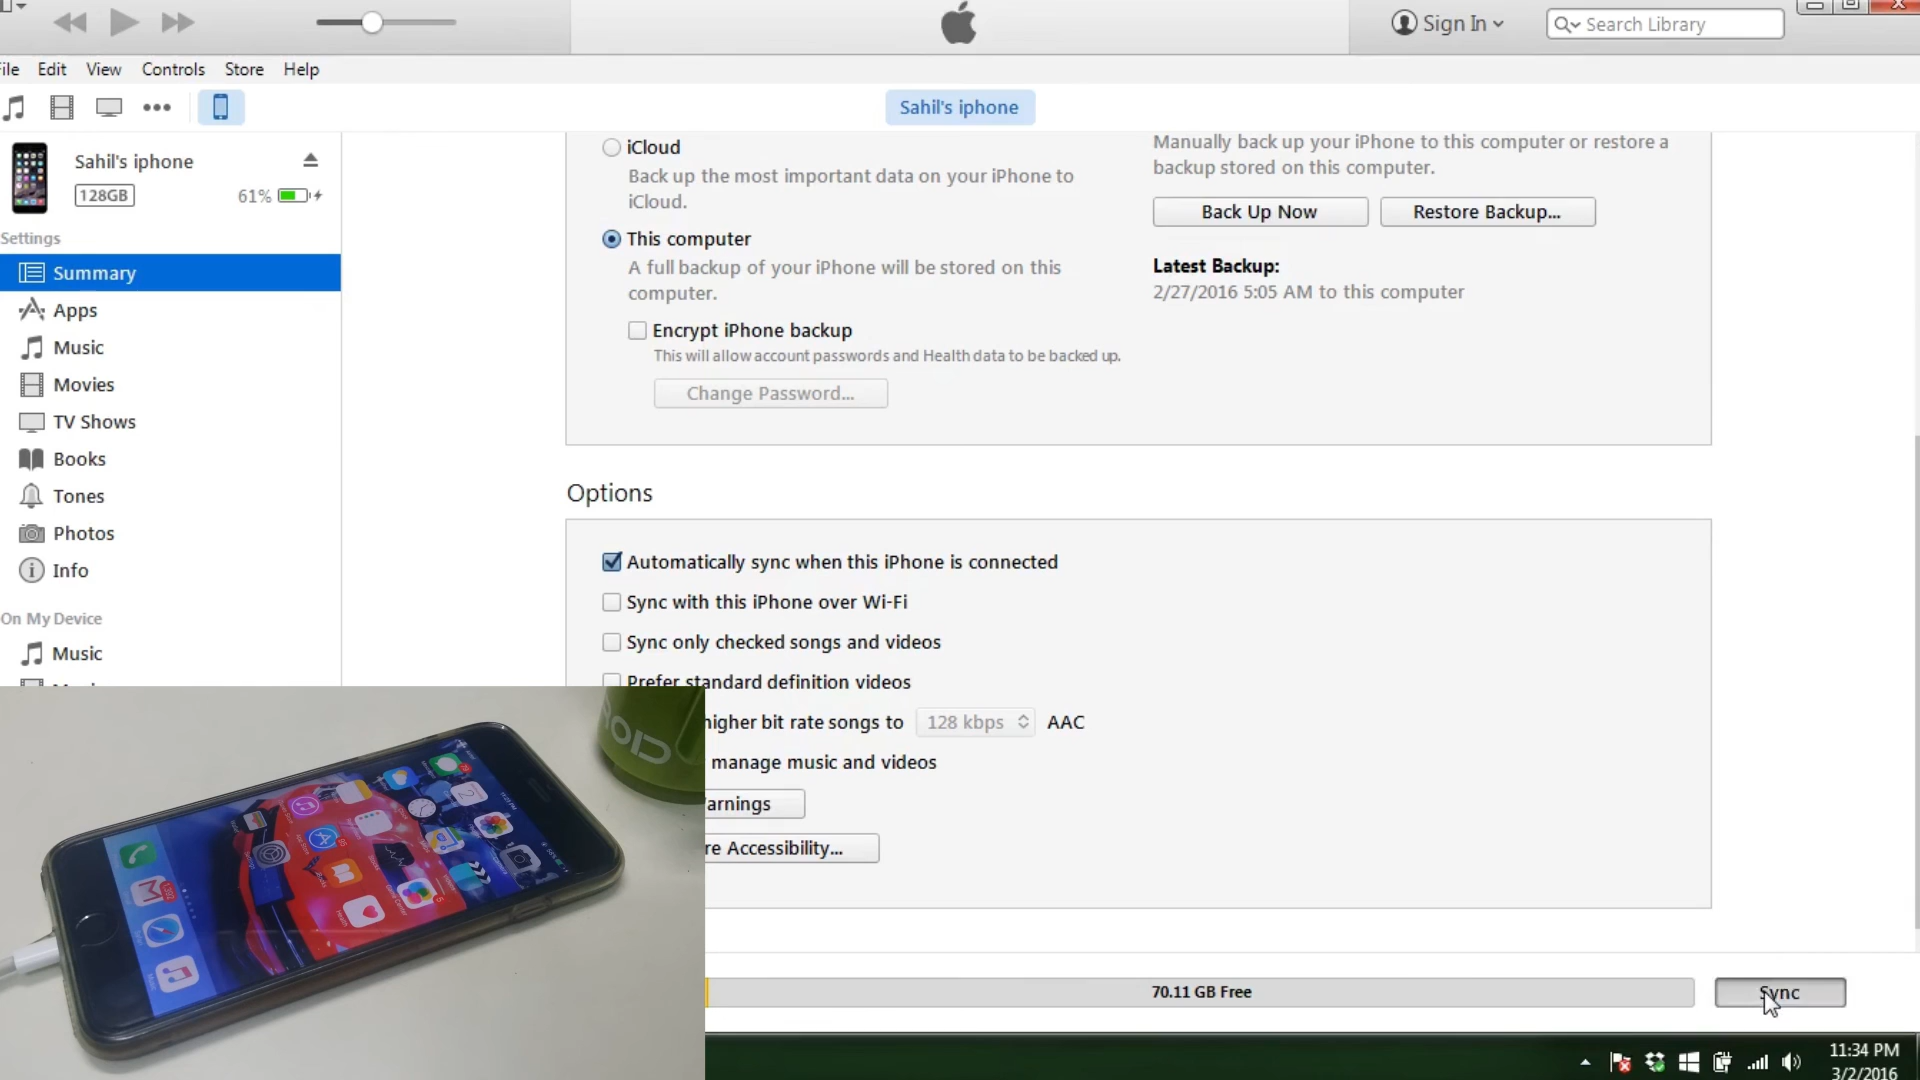 Sign In
Search Library
ile Edit View Controls Store Help
Sahil's iphone
Sahil's iphone
128GB
61%
Settings
Summary
Apps
Music
Movies
TV Shows
Books
Tones
Photos
Info
On My Device
Music
iCloud
Back up the most important data on your iPhone to
iCloud.
This computer
A full backup of your iPhone will be stored on this
computer.
Encrypt iPhone backup
This will allow account passwords and Health data to be backed up.
Change Password...
Manually back up your iPhone to this computer or restore a
backup stored on this computer.
Back Up Now
Restore Backup...
Latest Backup:
2/27/2016 5:05 AM to this computer
Options
Automatically sync when this iPhone is connected
Sync with this iPhone over Wi-Fi
Sync only checked songs and videos
Prefer standard definition videos
igher bit rate songs to 128 kbps AAC
manage music and videos
arnings
re Accessibility...
70.11 GB Free
Sync
11:34 PM
3/2/2016
OID